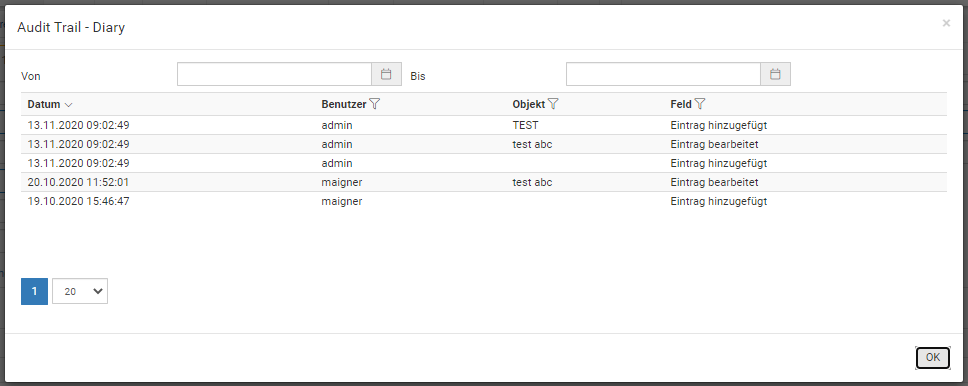 Audit Trail - Diary ×
Von Bis
Datum Benutzer Objekt Feld
13.11.2020 09:02:49 admin TEST Eintrag hinzugefügt
13.11.2020 09:02:49 admin test abc Eintrag bearbeitet
13.11.2020 09:02:49 admin Eintrag hinzugefügt
20.10.2020 11:52:01 maigner test abc Eintrag bearbeitet
19.10.2020 15:46:47 maigner Eintrag hinzugefügt
1 20
OK